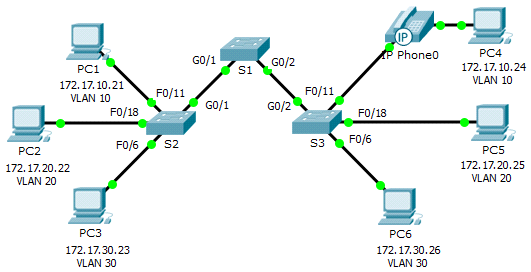 PC1
172.17.10.21
VLAN 10
F0/11
G0/1
S1
G0/2
IP
IP Phone0
PC4
172.17.10.24
VLAN 10
PC2
172.17.20.22
VLAN 20
F0/18
G0/1
S2
F0/6
G0/2
F0/11
S3
F0/18
F0/6
PC5
172.17.20.25
VLAN 20
PC3
172.17.30.23
VLAN 30
PC6
172.17.30.26
VLAN 30